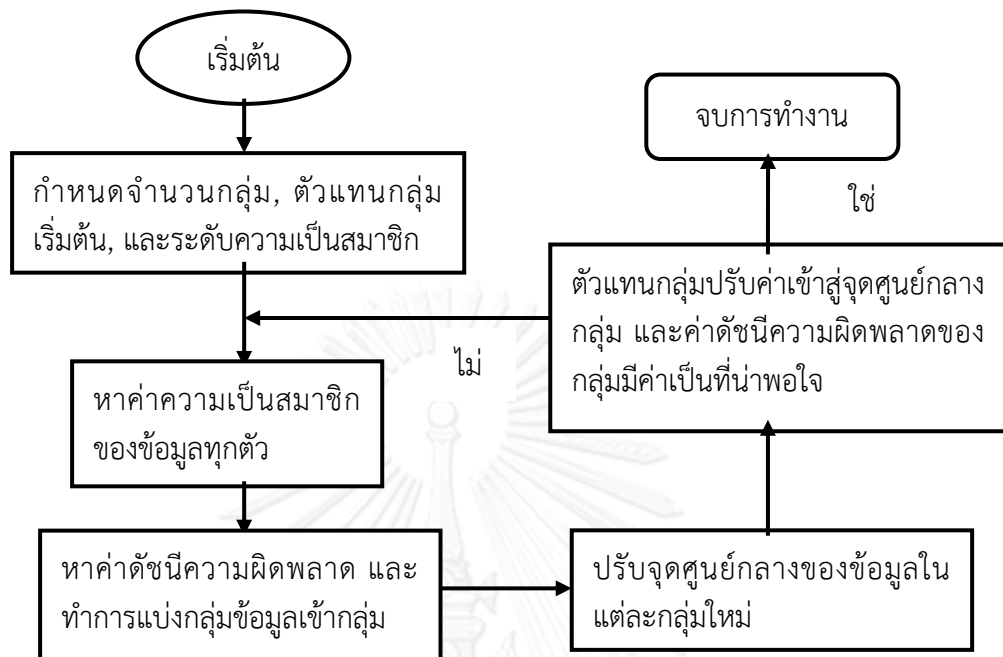 เริ่มต้น
กำหนดจำนวนกลุ่ม, ตัวแทนกลุ่ม
เริ่มต้น, และระดับความเป็นสมาชิก
หาค่าความเป็นสมาชิก
ของข้อมูลทุกตัว
หาค่าดัชนีความผิดพลาด และ
ทำการแบ่งกลุ่มข้อมูลเข้ากลุ่ม
ปรับจุดศูนย์กลางของข้อมูลใน
แต่ละกลุ่มใหม่
ตัวแทนกลุ่มปรับค่าเข้าสู่จุดศูนย์กลาง
กลุ่ม และค่าดัชนีความผิดพลาดของ
กลุ่มมีค่าเป็นที่น่าพอใจ
ไม่
ใช่
จบการทำงาน